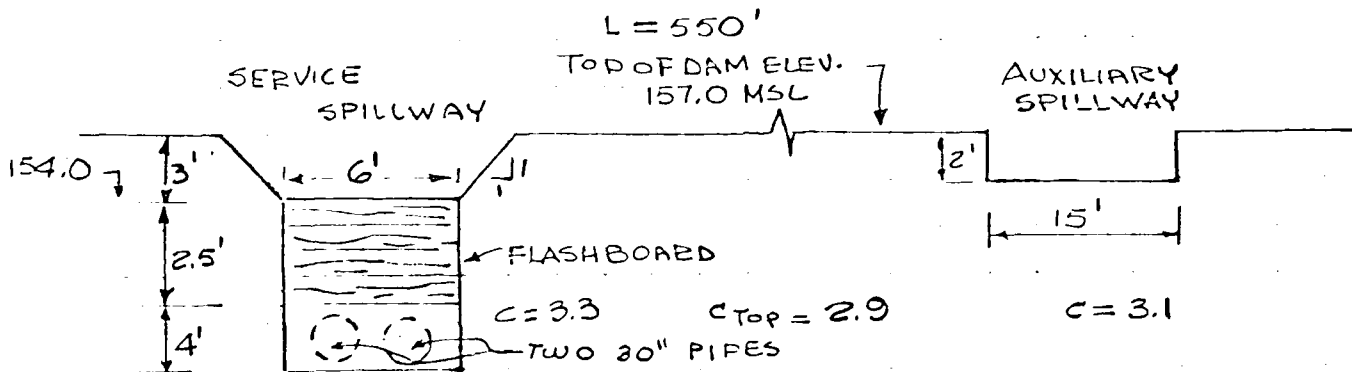 L = 550'
TOP OF DAM ELEV.
157.0 MSL
SERVICE
SPILLWAY
AUXILIARY
SPILLWAY
154.0
3'
6'
1
1
2'
15'
2.5'
FLASHBOARD
C = 3.3
C TOP = 2.9
C = 3.1
4'
TWO PIPES